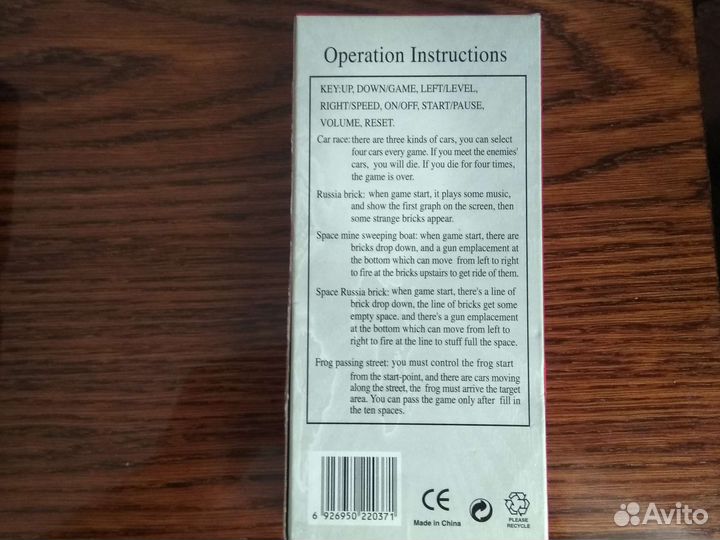 Operation Instructions
KEY:UP, DOWN/GAME, LEFT/LEVEL,
RIGHT/SPEED, ON/OFF, START/PAUSE,
VOLUME, RESET.
Car race: there are three kinds of cars, you can select
four cars every game. If you meet the enemies'
cars, you will die. If you die for four times,
the game is over.
Russia brick: when game start, it plays some music,
and show the first graph on the screen, then
some strange bricks appear.
Space mine sweeping boat: when game start, there are
bricks drop down, and a gun emplacement at
the bottom which can move from left to right
to fire at the bricks upstairs to get ride of them.
Space Russia brick: when game start, there's a line of
brick drop down, the line of bricks get some
empty space. and there's a gun emplacement
at the bottom which can move from left to
right to fire at the line to stuff full the space.
Frog passing street: you must control the frog start
from the start-point, and there are cars moving
along the street, the frog must arrive the target
area. You can pass the game only after fill in
the ten spaces.
6 926950 220371
CE
Made in China
PLEASE
RECYCLE
Avito